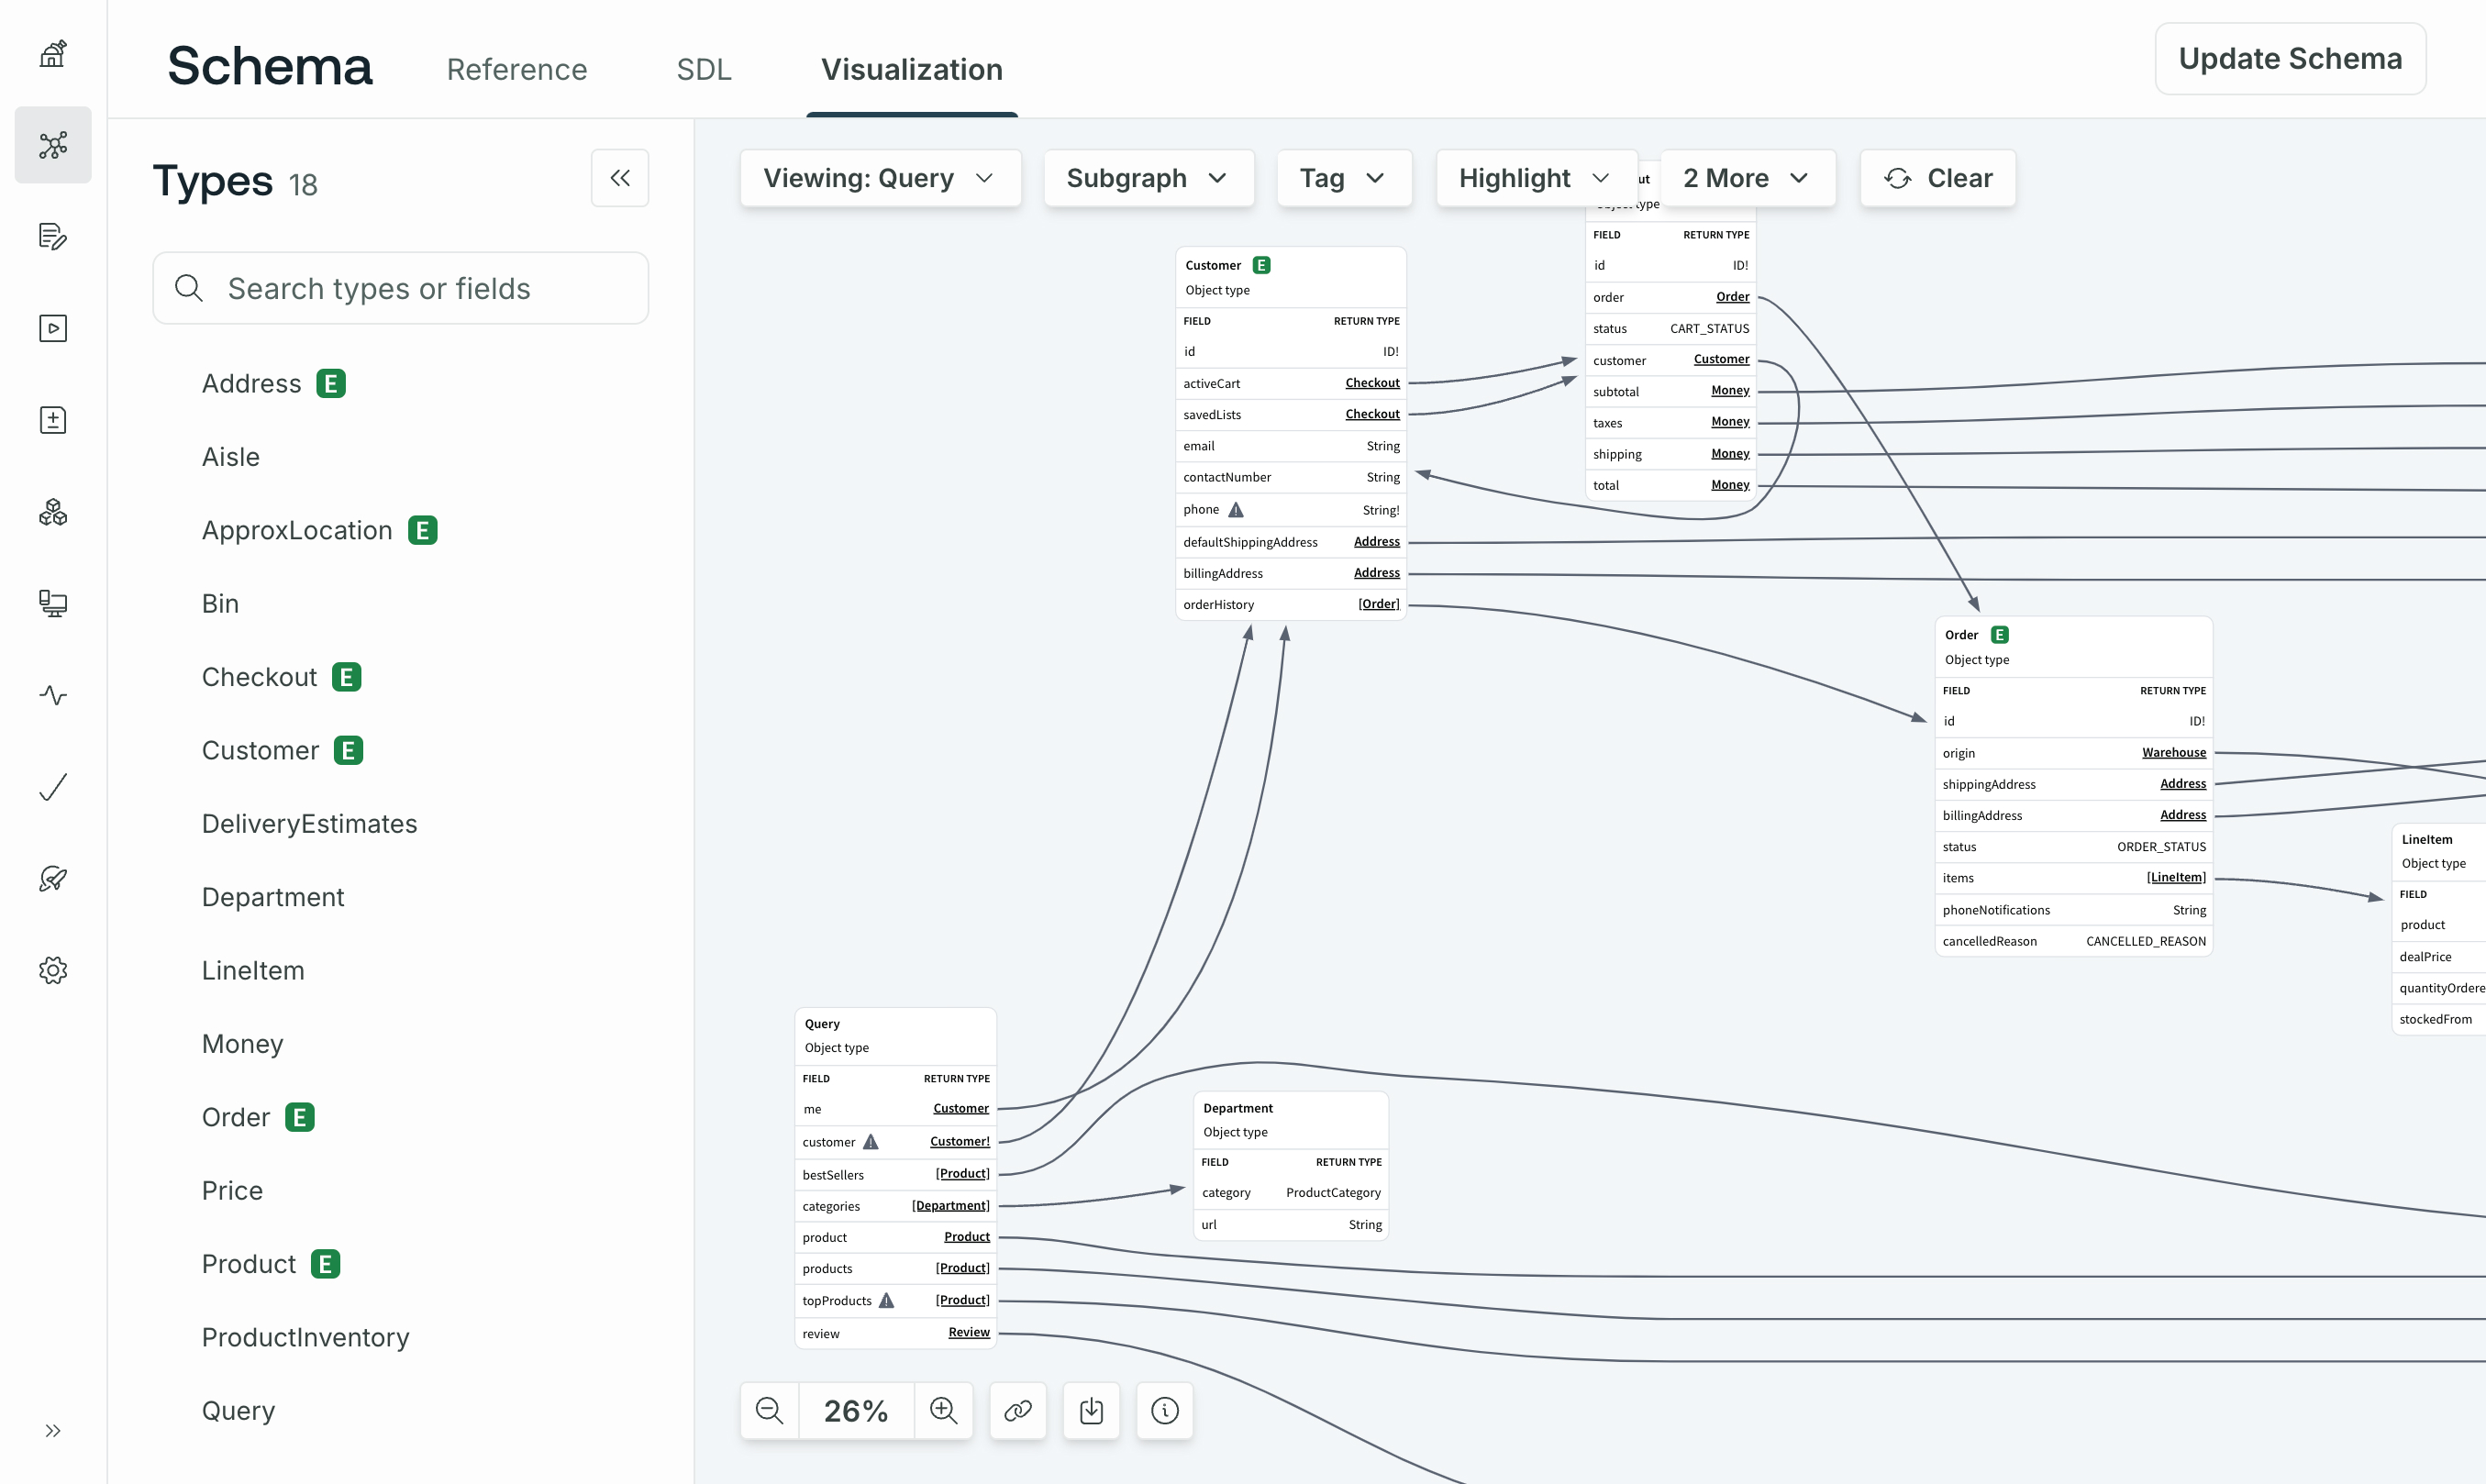 Schema Reference SDL Visualization Update Schema
Types 18
Search types or fields
Address E
Aisle
ApproxLocation E
Bin
Checkout E
Customer E
DeliveryEstimates
Department
LineItem
Money
Order E
Price
Product E
ProductInventory
Query
Viewing: Query Subgraph Tag Highlight 2 More Clear
ut
Object type
FIELD RETURN TYPE
id ID!
order Order
status CART_STATUS
customer Customer
subtotal Money
taxes Money
shipping Money
total Money
Customer E
Object type
FIELD RETURN TYPE
id ID!
activeCart Checkout
savedLists Checkout
email String
contactNumber String
phone String!
defaultShippingAddress Address
billingAddress Address
orderHistory [Order]
Order E
Object type
FIELD RETURN TYPE
id ID!
origin Warehouse
shippingAddress Address
billingAddress Address
status ORDER_STATUS
items [LineItem]
phoneNotifications String
cancelledReason CANCELLED_REASON
LineItem
Object type
FIELD
product
dealPrice
quantityOrdere
stockedFrom
Query
Object type
FIELD RETURN TYPE
me Customer
customer Customer!
bestSellers [Product]
categories [Department]
product Product
products [Product]
topProducts [Product]
review Review
Department
Object type
FIELD RETURN TYPE
category ProductCategory
url String
26%